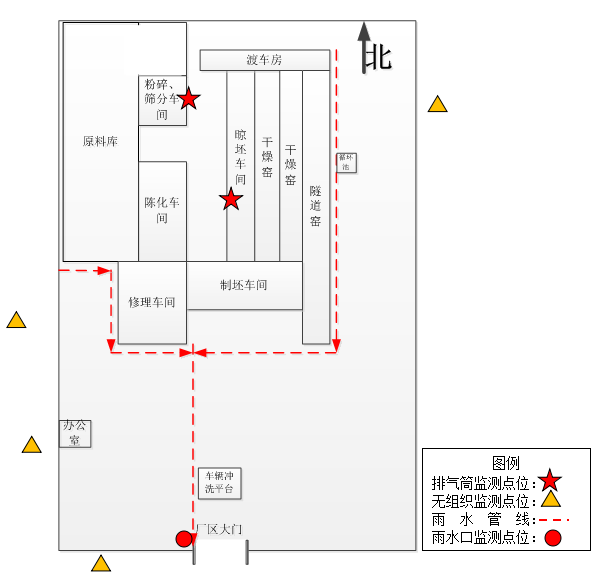 北
渡车房
粉碎、
筛分车
间
原料库
晾坯车间
干燥窑
干燥窑
循环
池
隧道窑
陈化车
间
制坯车间
修理车间
办公
室
车辆冲
洗平台
厂区大门
图例
排气筒监测点位：
无组织监测点位：
雨 水 管 线：
雨水口监测点位：